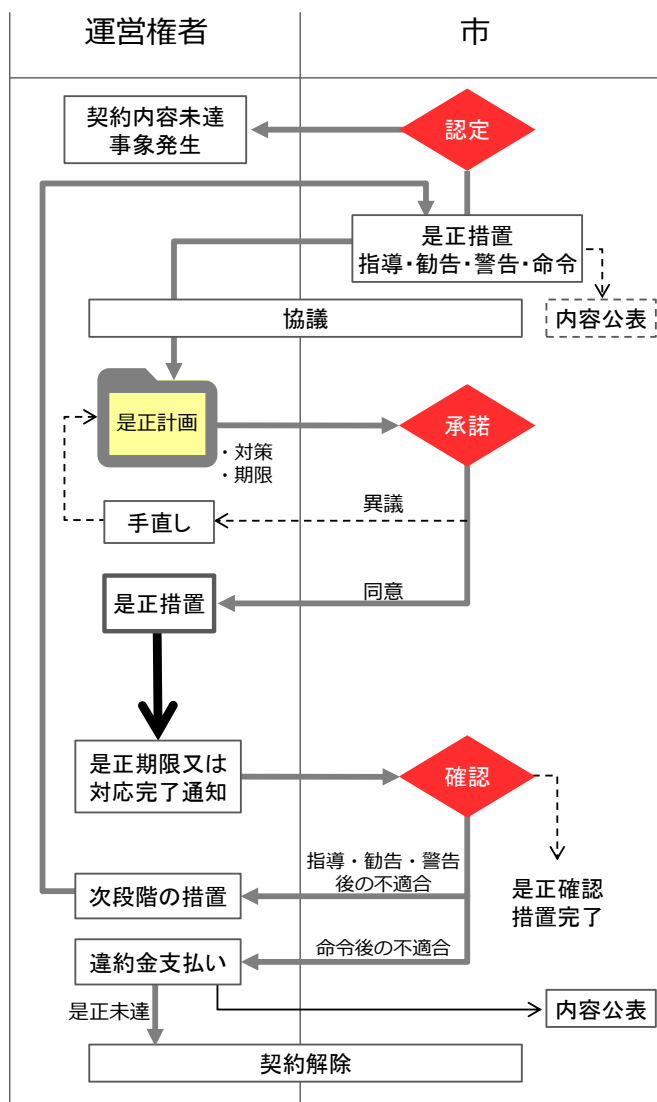 運営権者
市
契約内容未達
事象発生
認定
是正措置
指導・勧告・警告・命令
内容公表
協議
是正計画
・対策
・期限
承諾
異議
手直し
同意
是正措置
是正期限又は
対応完了通知
確認
指導・勧告・警告
後の不適合
次段階の措置
是正確認
措置完了
命令後の不適合
違約金支払い
是正未達
内容公表
契約解除